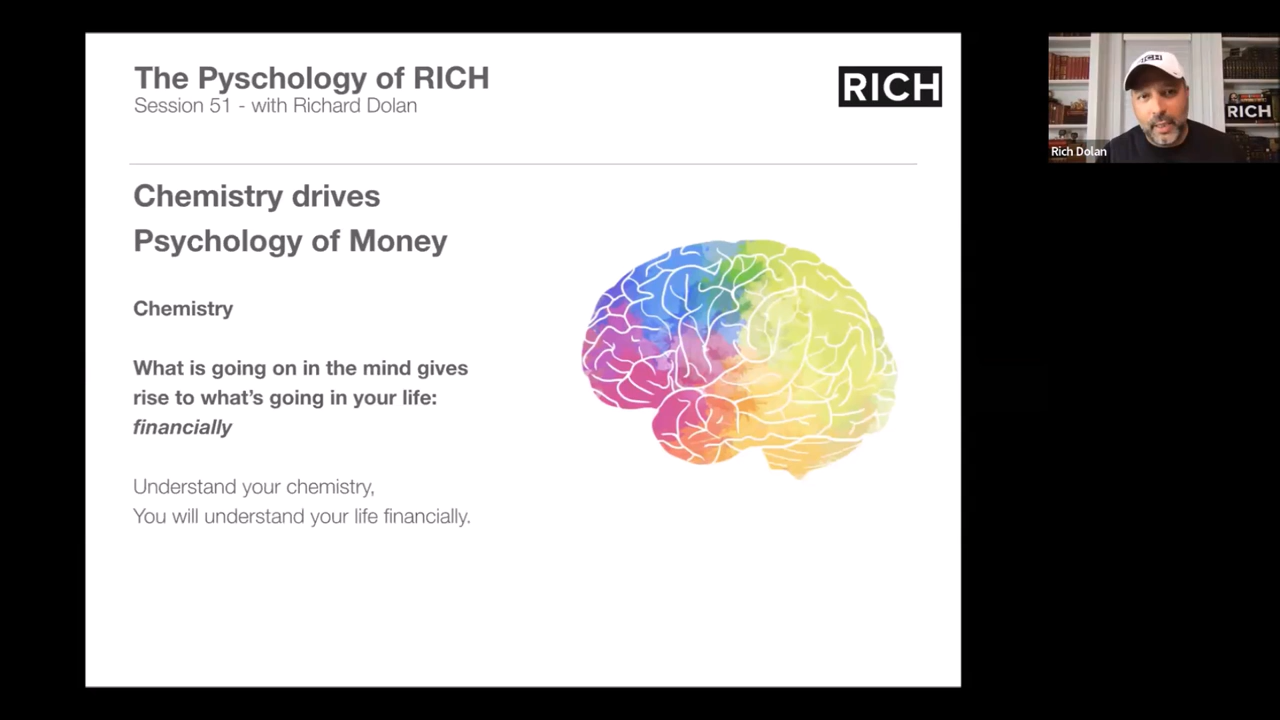 The Pyschology of RICH
Session 51 - with Richard Dolan
RICH
Chemistry drives
Psychology of Money
Chemistry
What is going on in the mind gives
rise to what's going in your life:
financially
Understand your chemistry,
You will understand your life financially.
RICH
RICH
Rich Dolan